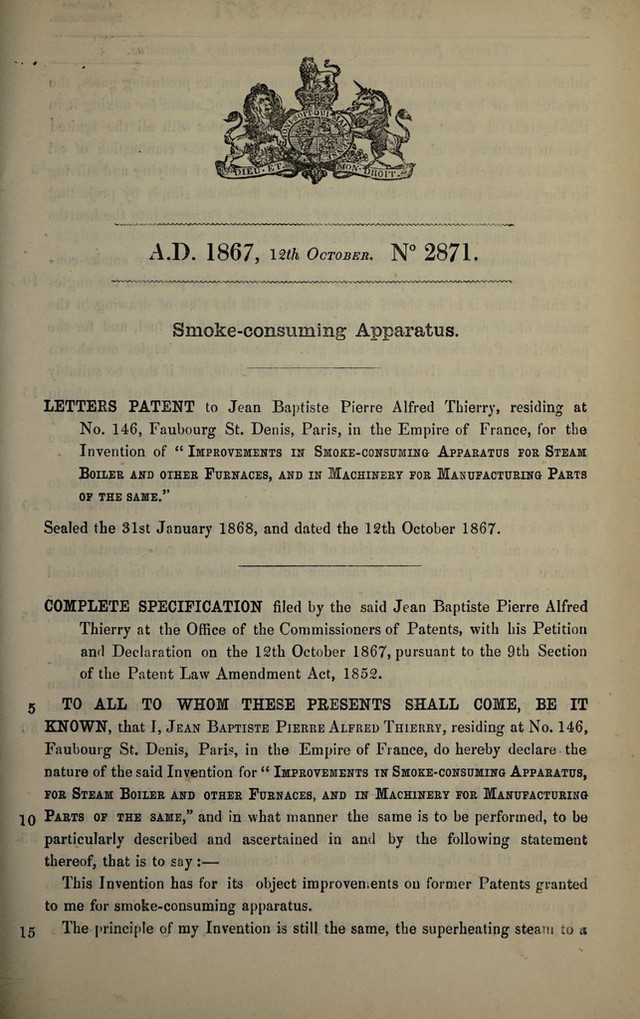 HONI SOIT QUI MAL Y PENSE
DIEU ET MON DROIT
A.D. 1867, 12th October. No 2871.
Smoke-consuming Apparatus.
LETTERS PATENT to Jean Baptiste Pierre Alfred Thierry, residing at
No. 146, Faubourg St. Denis, Paris, in the Empire of France, for the
Invention of “ Improvements in Smoke-consuming Apparatus for Steam
Boiler and other Furnaces, and in Machinery for Manufacturing Parts
of the same.”
Sealed the 31st January 1868, and dated the 12th October 1867.
COMPLETE SPECIFICATION filed by the said Jean Baptiste Pierre Alfred
Thierry at the Office of the Commissioners of Patents, with his Petition
and Declaration on the 12th October 1867, pursuant to the 9th Section
of the Patent Law Amendment Act, 1852.
5 TO ALL TO WHOM THESE PRESENTS SHALL COME, BE IT
KNOWN, that I, Jean Baptiste Pierre Alfred Thierry, residing at No. 146,
Faubourg St. Denis, Paris, in the Empire of France, do hereby declare the
nature of the said Invention for “ Improvements in Smoke-consuming Apparatus,
for Steam Boiler and other Furnaces, and in Machinery for Manufacturing
10 Parts of the same,” and in what manner the same is to be performed, to be
particularly described and ascertained in and by the following statement
thereof, that is to say :—
This Invention has for its object improvements on former Patents granted
to me for smoke-consuming apparatus.
15 The principle of my Invention is still the same, the superheating steam to a